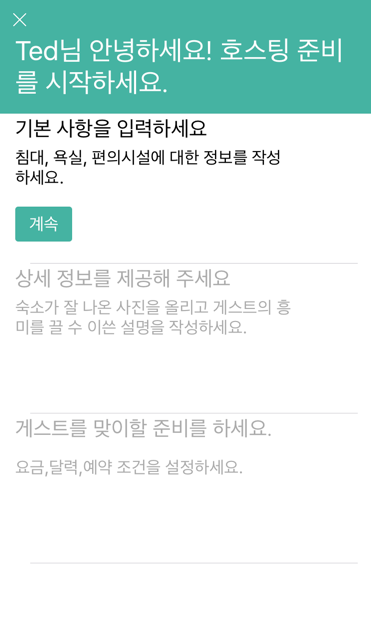 Ted님 안녕하세요! 호스팅 준비
를 시작하세요.
기본 사항을 입력하세요
침대, 욕실, 편의시설에 대한 정보를 작성
하세요.
계속
상세 정보를 제공해 주세요
숙소가 잘 나온 사진을 올리고 게스트의 흥
미를 끌 수 이쓴 설명을 작성하세요.
게스트를 맞이할 준비를 하세요.
요금,달력,예약 조건을 설정하세요.